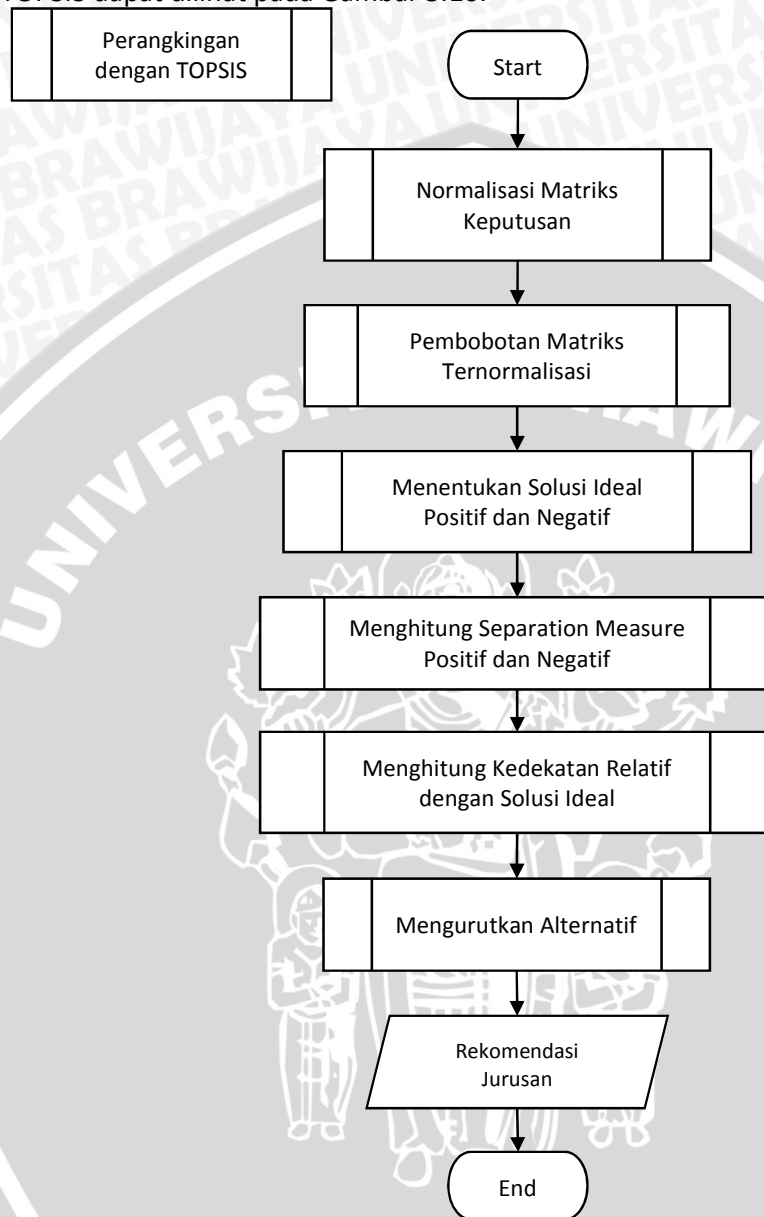 TOPSIS dapat dilihat pada Gambar
Perangkingan
dengan TOPSIS
Start
Normalisasi Matriks
Keputusan
Pembobotan Matriks
Ternormalisasi
Menentukan Solusi Ideal
Positif dan Negatif
Menghitung Separation Measure
Positif dan Negatif
Menghitung Kedekatan Relatif
dengan Solusi Ideal
Mengurutkan Alternatif
Rekomendasi
Jurusan
End